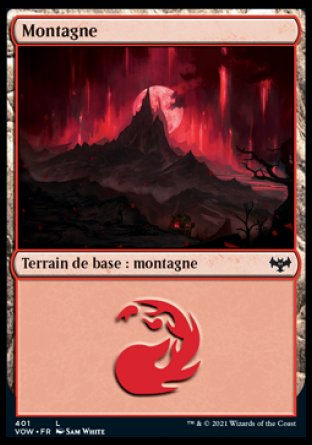 Montagne
Terrain de base : montagne
401 L
VOW • FR Sam White
™ & © 2021 Wizards of the Coast